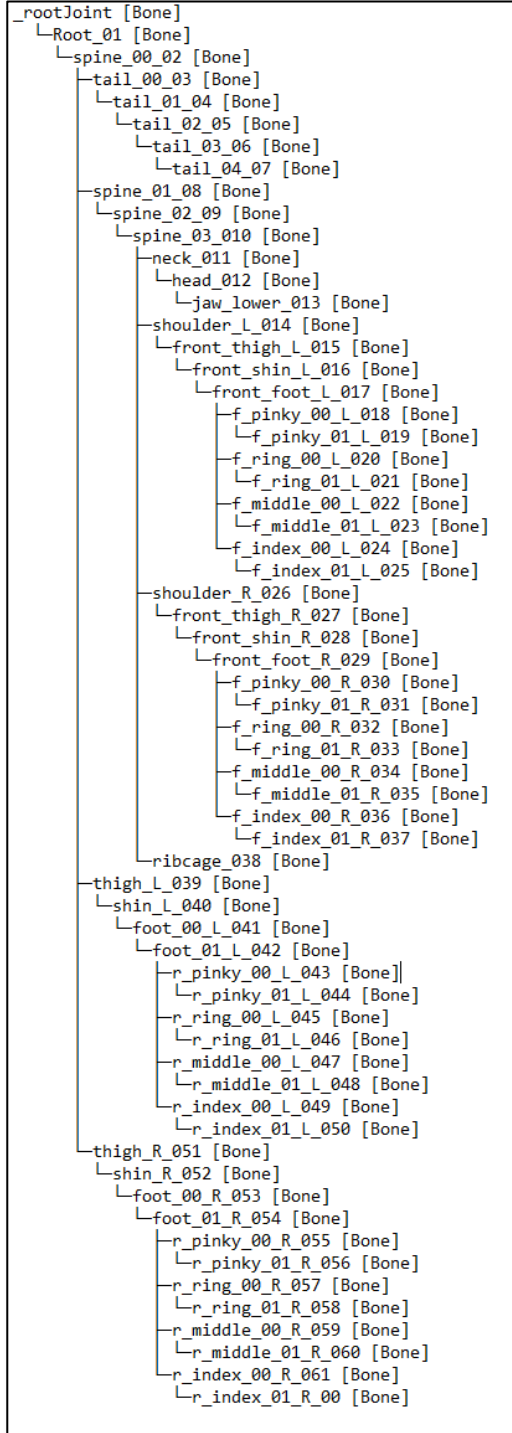 _rootJoint [Bone]
└─Root_01 [Bone]
└─spine_00_02 [Bone]
├─tail_00_03 [Bone]
│ └─tail_01_04 [Bone]
│ └─tail_02_05 [Bone]
│ └─tail_03_06 [Bone]
│ └─tail_04_07 [Bone]
├─spine_01_08 [Bone]
│ └─spine_02_09 [Bone]
│ └─spine_03_010 [Bone]
│ ├─neck_011 [Bone]
│ │ └─head_012 [Bone]
│ │ └─jaw_lower_013 [Bone]
│ ├─shoulder_L_014 [Bone]
│ │ └─front_thigh_L_015 [Bone]
│ │ └─front_shin_L_016 [Bone]
│ │ └─front_foot_L_017 [Bone]
│ │ ├─f_pinky_00_L_018 [Bone]
│ │ │ └─f_pinky_01_L_019 [Bone]
│ │ ├─f_ring_00_L_020 [Bone]
│ │ │ └─f_ring_01_L_021 [Bone]
│ │ ├─f_middle_00_L_022 [Bone]
│ │ │ └─f_middle_01_L_023 [Bone]
│ │ └─f_index_00_L_024 [Bone]
│ │ └─f_index_01_L_025 [Bone]
│ ├─shoulder_R_026 [Bone]
│ │ └─front_thigh_R_027 [Bone]
│ │ └─front_shin_R_028 [Bone]
│ │ └─front_foot_R_029 [Bone]
│ │ ├─f_pinky_00_R_030 [Bone]
│ │ │ └─f_pinky_01_R_031 [Bone]
│ │ ├─f_ring_00_R_032 [Bone]
│ │ │ └─f_ring_01_R_033 [Bone]
│ │ ├─f_middle_00_R_034 [Bone]
│ │ │ └─f_middle_01_R_035 [Bone]
│ │ └─f_index_00_R_036 [Bone]
│ │ └─f_index_01_R_037 [Bone]
│ └─ribcage_038 [Bone]
├─thigh_L_039 [Bone]
│ └─shin_L_040 [Bone]
│ └─foot_00_L_041 [Bone]
│ └─foot_01_L_042 [Bone]
│ ├─r_pinky_00_L_043 [Bone]
│ │ └─r_pinky_01_L_044 [Bone]
│ ├─r_ring_00_L_045 [Bone]
│ │ └─r_ring_01_L_046 [Bone]
│ ├─r_middle_00_L_047 [Bone]
│ │ └─r_middle_01_L_048 [Bone]
│ └─r_index_00_L_049 [Bone]
│ └─r_index_01_L_050 [Bone]
└─thigh_R_051 [Bone]
└─shin_R_052 [Bone]
└─foot_00_R_053 [Bone]
└─foot_01_R_054 [Bone]
├─r_pinky_00_R_055 [Bone]
│ └─r_pinky_01_R_056 [Bone]
├─r_ring_00_R_057 [Bone]
│ └─r_ring_01_R_058 [Bone]
├─r_middle_00_R_059 [Bone]
│ └─r_middle_01_R_060 [Bone]
└─r_index_00_R_061 [Bone]
└─r_index_01_R_00 [Bone]